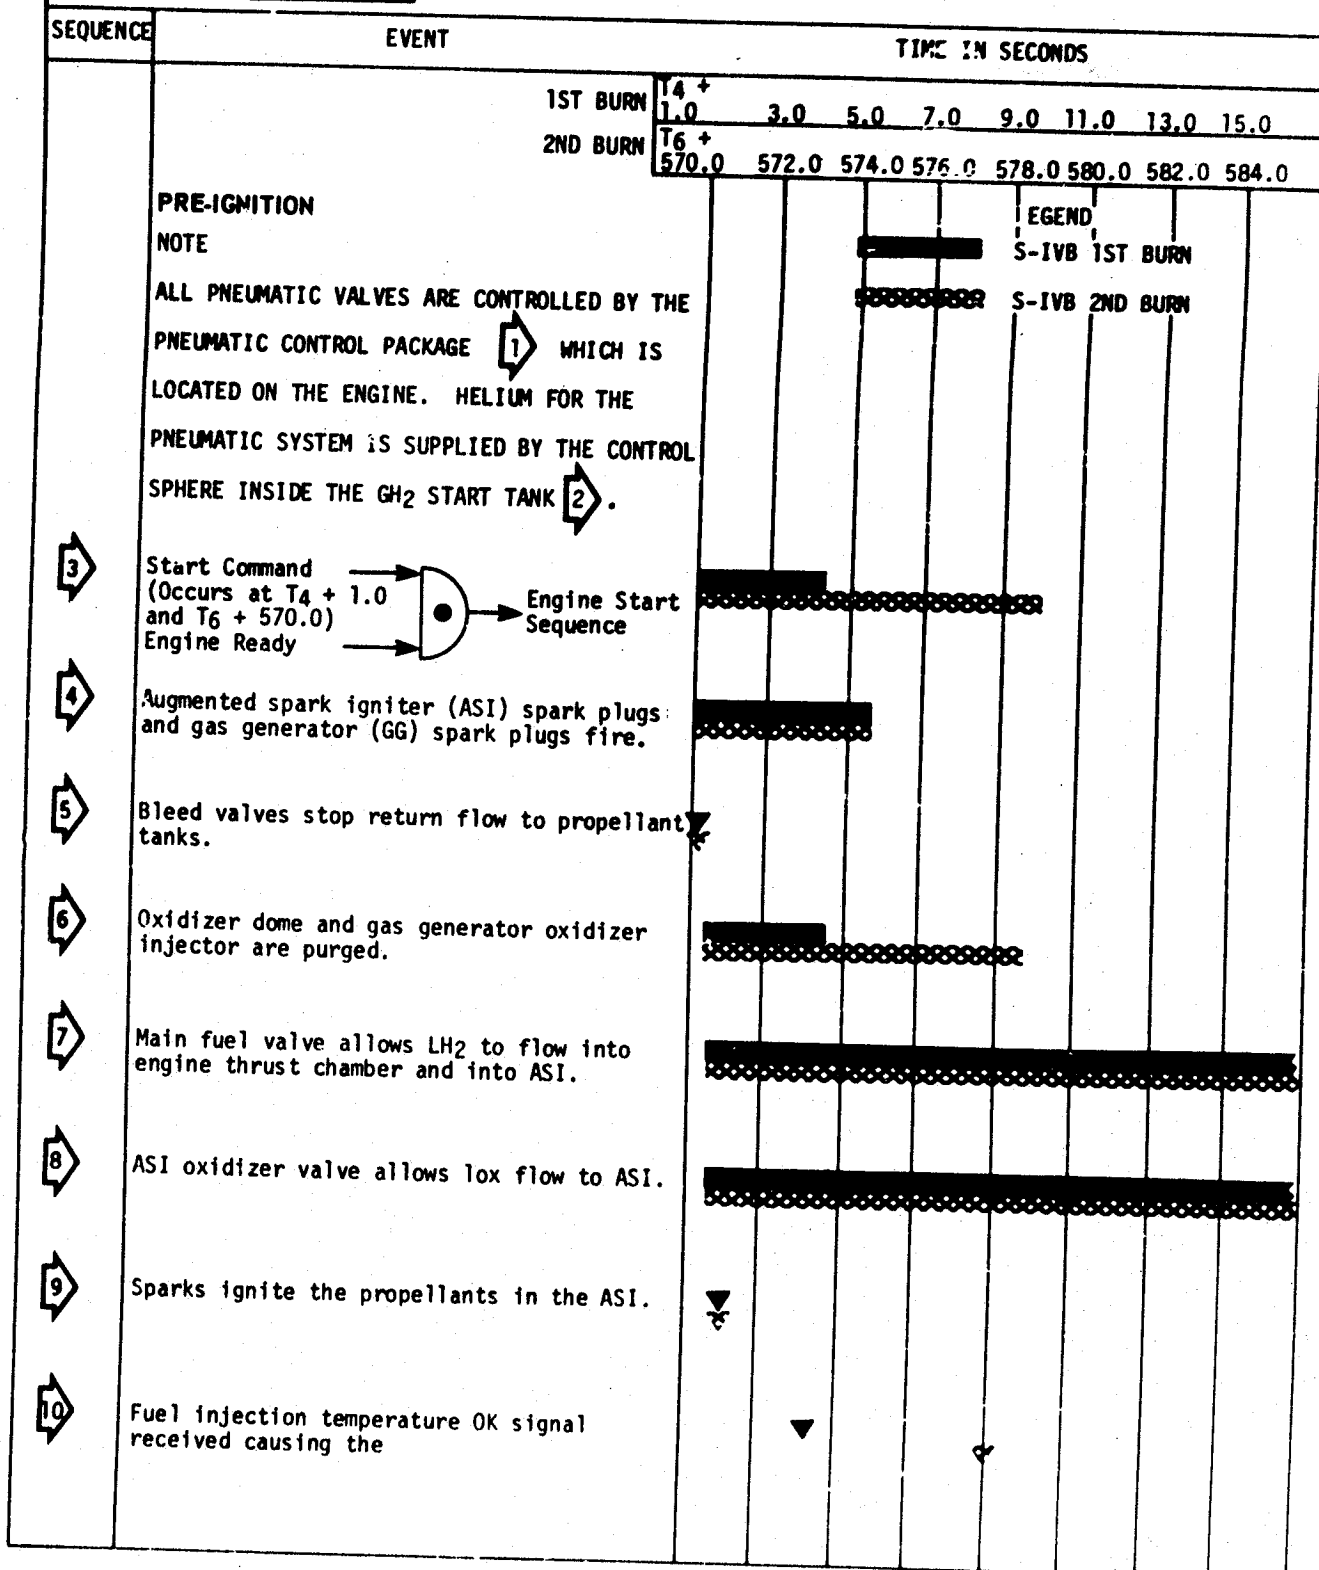 SEQUENCE EVENT TIME IN SECONDS
1ST BURN T4 +
1.0 3.0 5.0 7.0 9.0 11.0 13.0 15.0
2ND BURN T6 +
570.0 572.0 574.0 576.0 578.0 580.0 582.0 584.0
PRE-IGNITION
EGEND
NOTE
S-IVB 1ST BURN
ALL PNEUMATIC VALVES ARE CONTROLLED BY THE
S-IVB 2ND BURN
PNEUMATIC CONTROL PACKAGE 1 WHICH IS
LOCATED ON THE ENGINE. HELIUM FOR THE
PNEUMATIC SYSTEM IS SUPPLIED BY THE CONTROL
SPHERE INSIDE THE GH2 START TANK 2 .
3 Start Command
(Occurs at T4 + 1.0
and T6 + 570.0)
Engine Ready
Engine Start
Sequence
4 Augmented spark igniter (ASI) spark plugs
and gas generator (GG) spark plugs fire.
5 Bleed valves stop return flow to propellant
tanks.
6 Oxidizer dome and gas generator oxidizer
injector are purged.
7 Main fuel valve allows LH2 to flow into
engine thrust chamber and into ASI.
8 ASI oxidizer valve allows lox flow to ASI.
9 Sparks ignite the propellants in the ASI.
10 Fuel injection temperature OK signal
received causing the